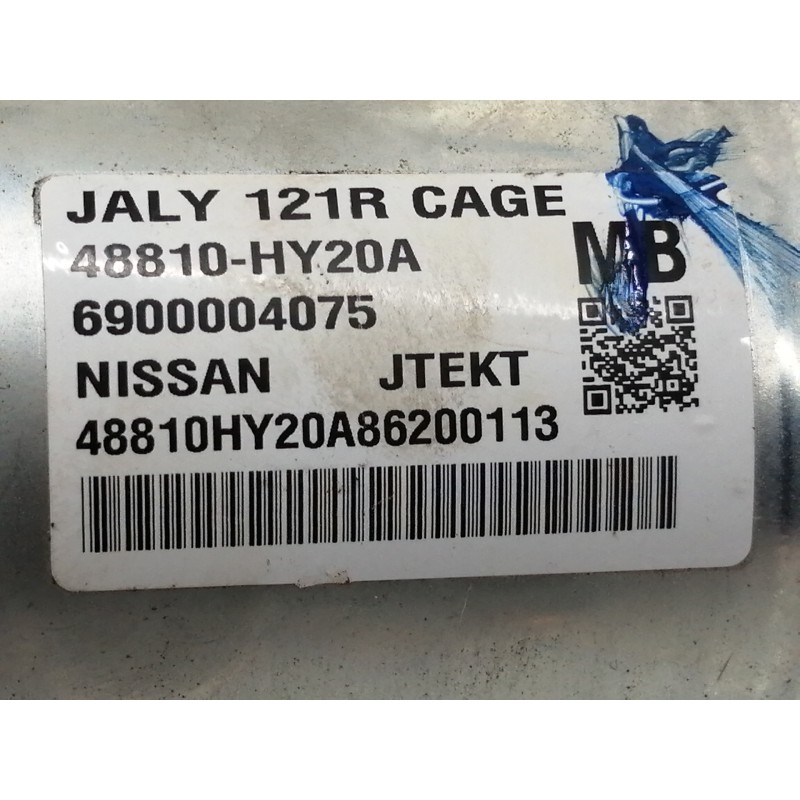 JALY 121R CAGE
48810-HY20A
MB
6900004075
NISSAN JTEKT
48810HY20A86200113